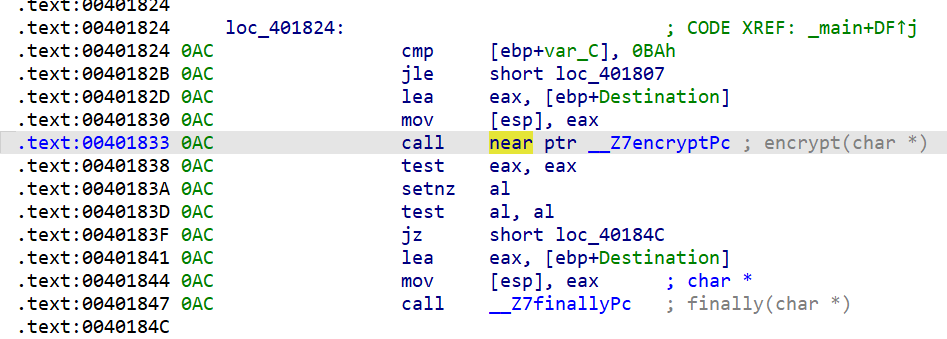 .text:00401824
.text:00401824 loc_401824: ; CODE XREF: _main+DF↑j
.text:00401824 0AC cmp [ebp+var_C], 0BAh
.text:0040182B 0AC jle short loc_401807
.text:0040182D 0AC lea eax, [ebp+Destination]
.text:00401830 0AC mov [esp], eax
.text:00401833 0AC call near ptr __Z7encryptPc ; encrypt(char *)
.text:00401838 0AC test eax, eax
.text:0040183A 0AC setnz al
.text:0040183D 0AC test al, al
.text:0040183F 0AC jz short loc_40184C
.text:00401841 0AC lea eax, [ebp+Destination]
.text:00401844 0AC mov [esp], eax ; char *
.text:00401847 0AC call __Z7finallyPc ; finally(char *)
.text:0040184C